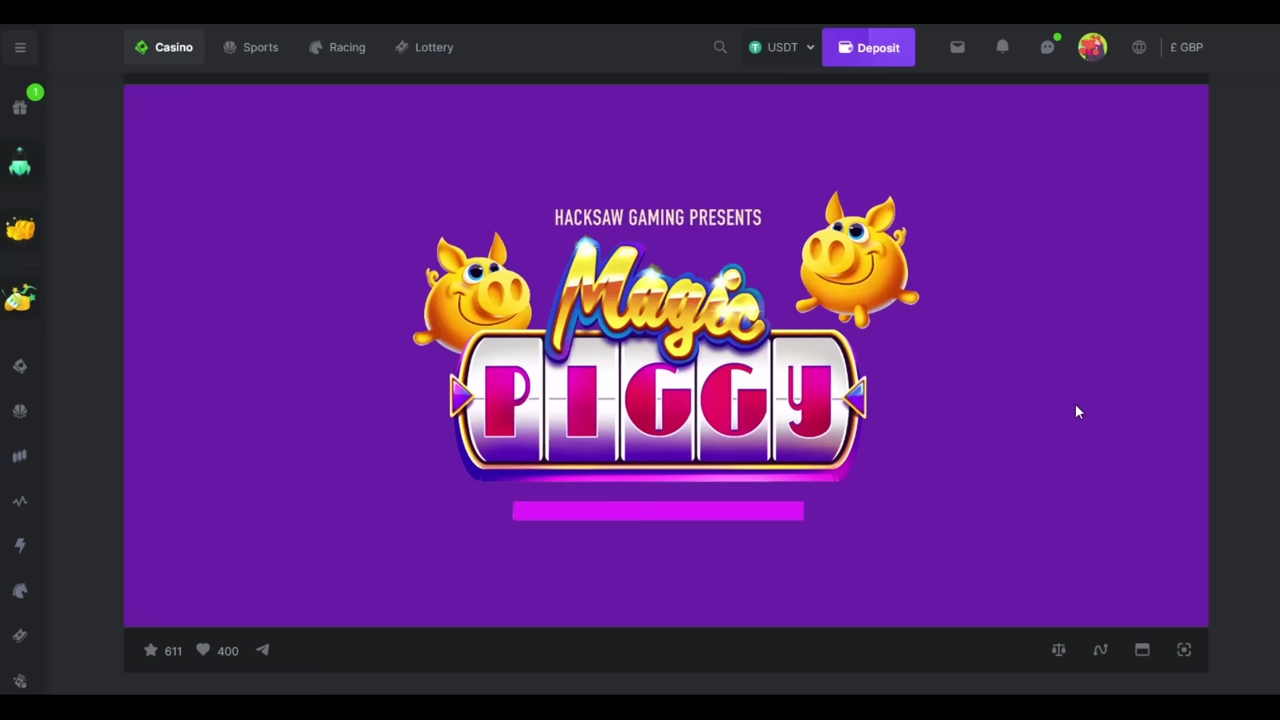 Casino Sports Racing Lottery USDT Deposit £ GBP
1
HACKSAW GAMING PRESENTS
Magic
PIGGY
611 400